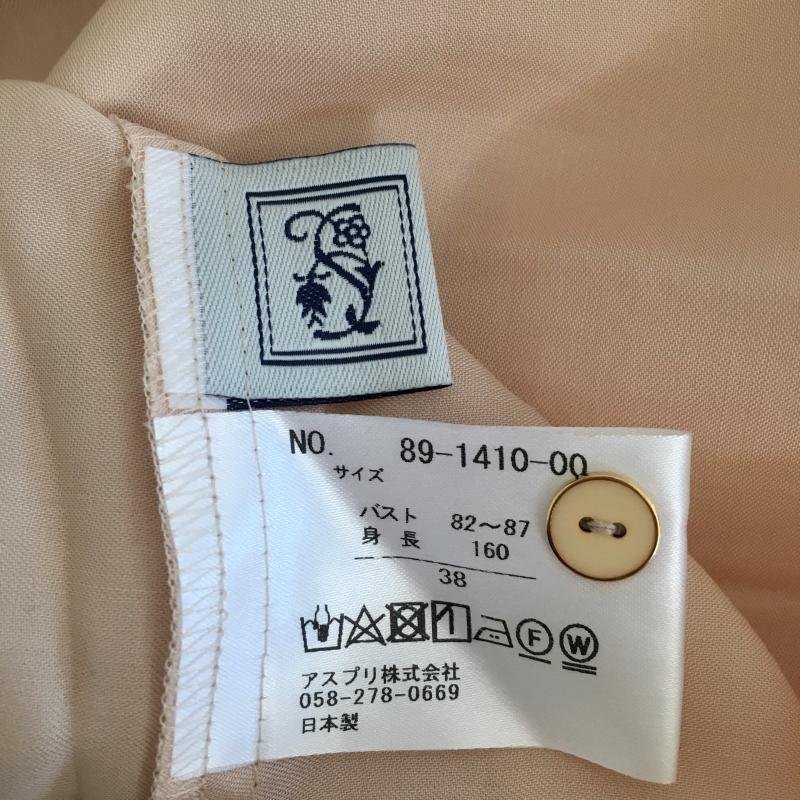 NO. 89-1410-00
サイズ
バスト 82～87
身長 160
38
F W
アスプリ株式会社
058-278-0669
日本製